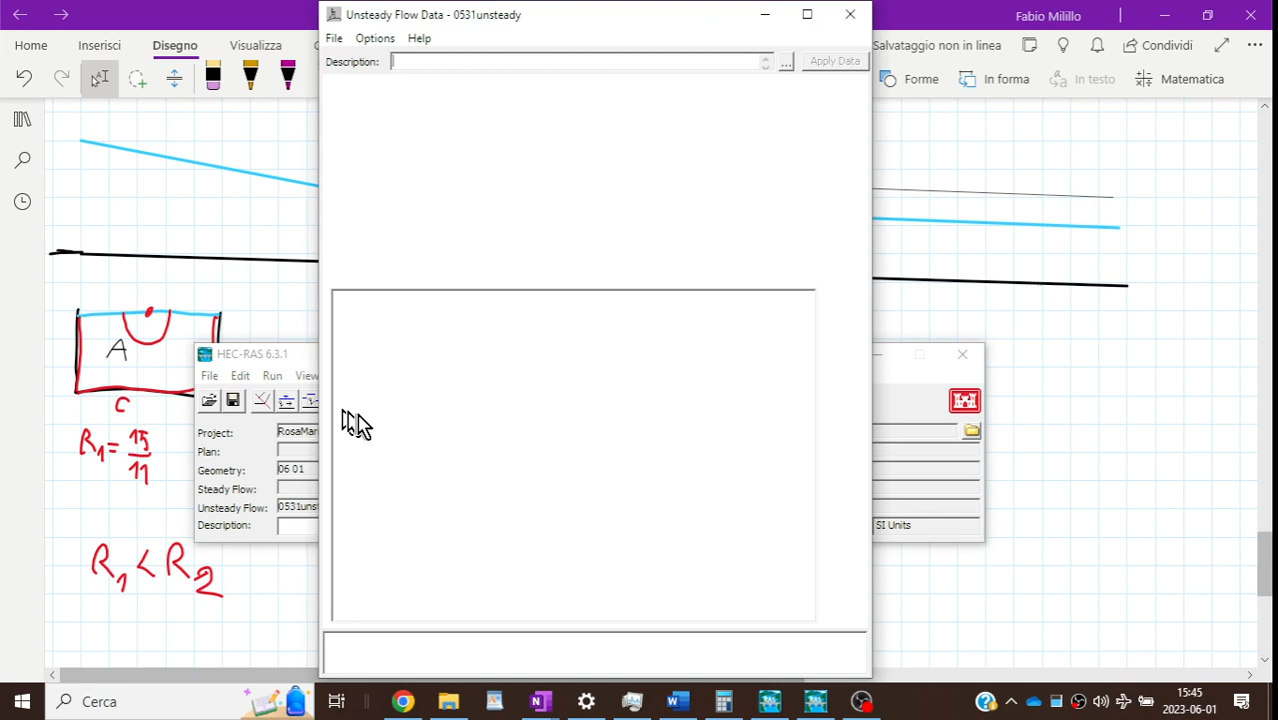 Unsteady Flow Data - 0531unsteady
Fabio Milillo
Home
Inserisci
Disegno
Visualizza
File
Options
Help
Salvataggio non in linea
Condividi
Description:
...
Apply Data
Forme
In forma
In testo
Matematica
A
C
R1 = 15/11
R1 < R2
HEC-RAS 6.3.1
File
Edit
Run
View
Project:
RosaMar
Plan:
Geometry:
06 01
Steady Flow:
Unsteady Flow:
0531unst
Description:
SI Units
Cerca
15:45
2023-06-01